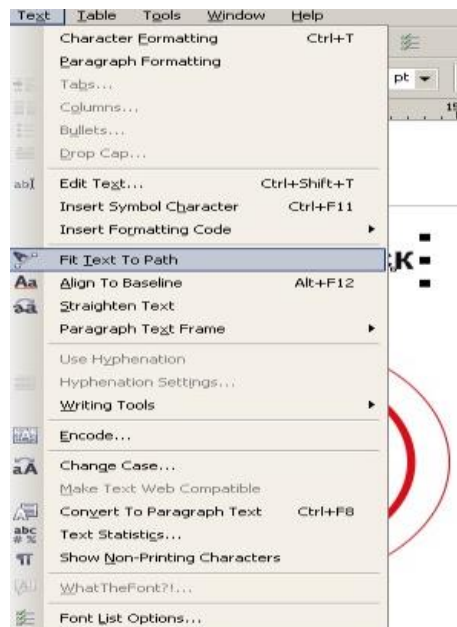 Text Table Tools Window Help
Character Formatting Ctrl+T
Paragraph Formatting
Tabs...
pt
Columns...
15
Bullets...
Drop Cap...
Edit Text... Ctrl+Shift+T
Insert Symbol Character Ctrl+F11
Insert Formatting Code
Fit Text To Path
Align To Baseline Alt+F12
Straighten Text
Paragraph Text Frame
Use Hyphenation
Hyphenation Settings...
Writing Tools
Encode...
Change Case...
Make Text Web Compatible
Convert To Paragraph Text Ctrl+F8
Text Statistics...
Show Non-Printing Characters
WhatTheFont?!...
Font List Options...